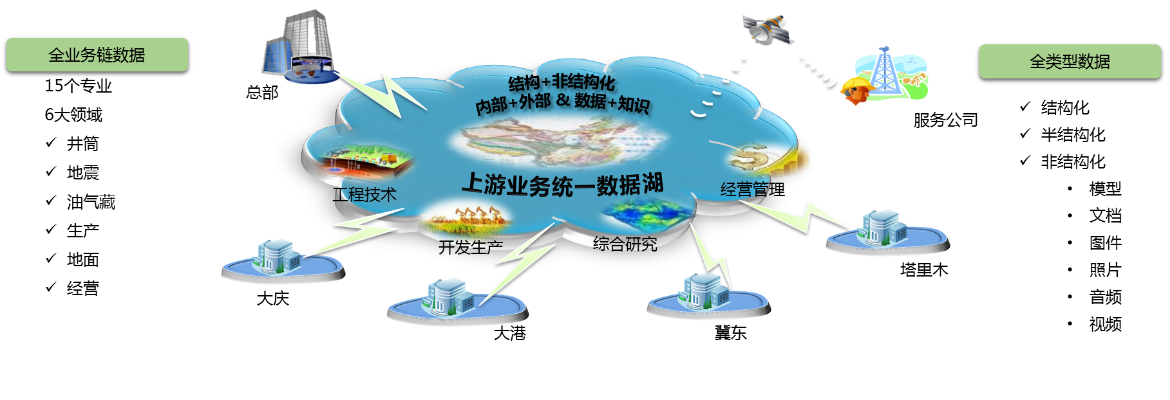 全业务链数据
15个专业
6大领域
✓ 井筒
✓ 地震
✓ 油气藏
✓ 生产
✓ 地面
✓ 经营
总部
结构+非结构化
内部+外部 & 数据+知识
上游业务统一数据湖
工程技术
开发生产
综合研究
经营管理
大庆
大港
冀东
塔里木
服务公司
全类型数据
✓ 结构化
✓ 半结构化
✓ 非结构化
• 模型
• 文档
• 图件
• 照片
• 音频
• 视频